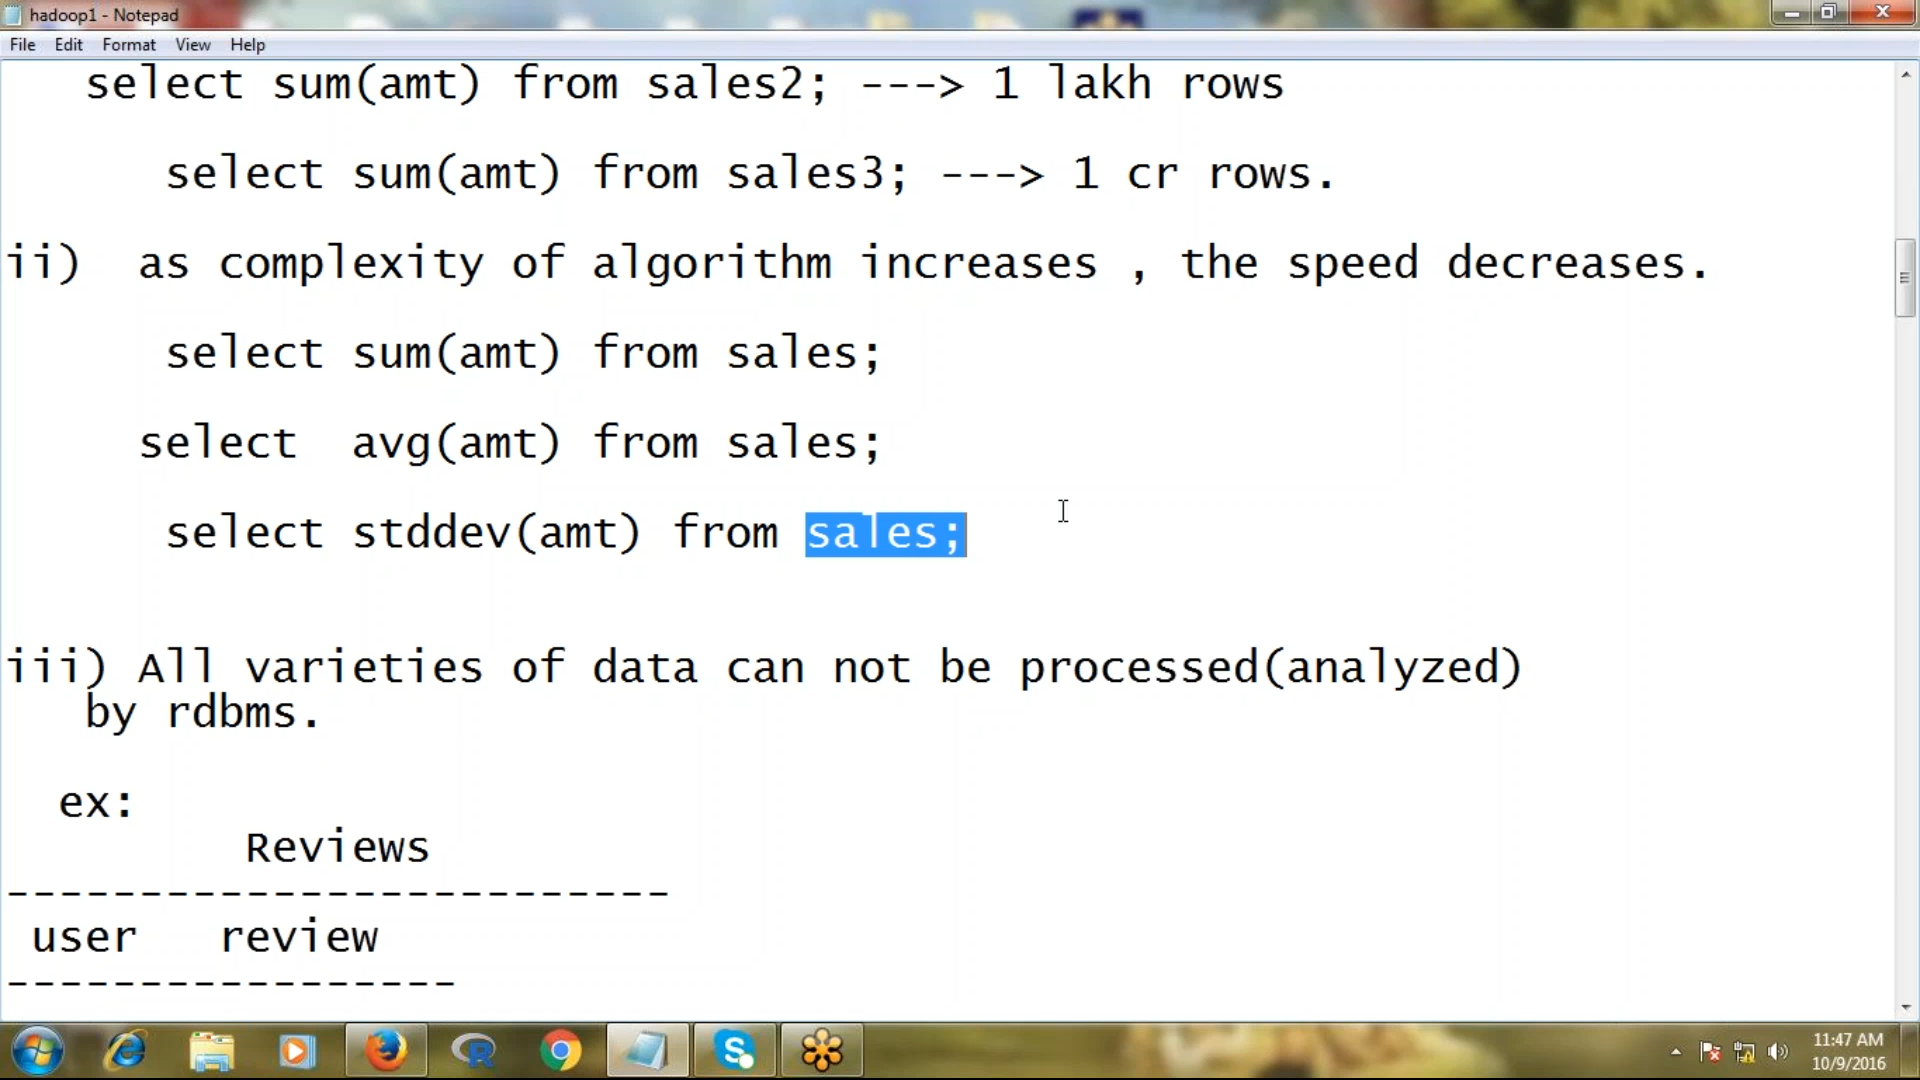 hadoop1 - Notepad
File Edit Format View Help
select sum(amt) from sales2; ---> 1 lakh rows
select sum(amt) from sales3; ---> 1 cr rows.
ii) as complexity of algorithm increases , the speed decreases.
select sum(amt) from sales;
select avg(amt) from sales;
select stddev(amt) from sales;
iii) All varieties of data can not be processed(analyzed)
by rdbms.
ex:
Reviews
-------------------------
user review
-----------------
11:47 AM
10/9/2016